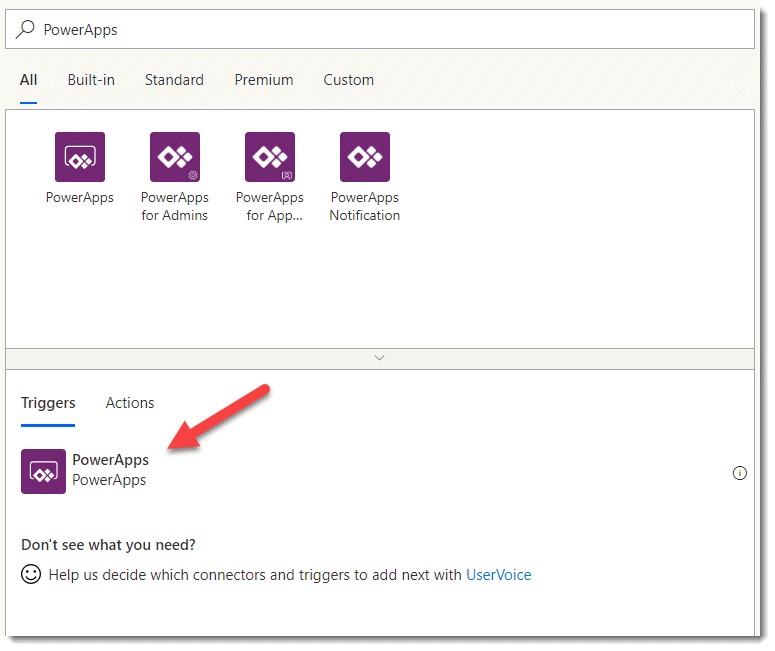 PowerApps
All Built-in Standard Premium Custom
PowerApps PowerApps PowerApps PowerApps
for Admins for App... Notification
Triggers Actions
PowerApps
PowerApps
Don't see what you need?
Help us decide which connectors and triggers to add next with UserVoice